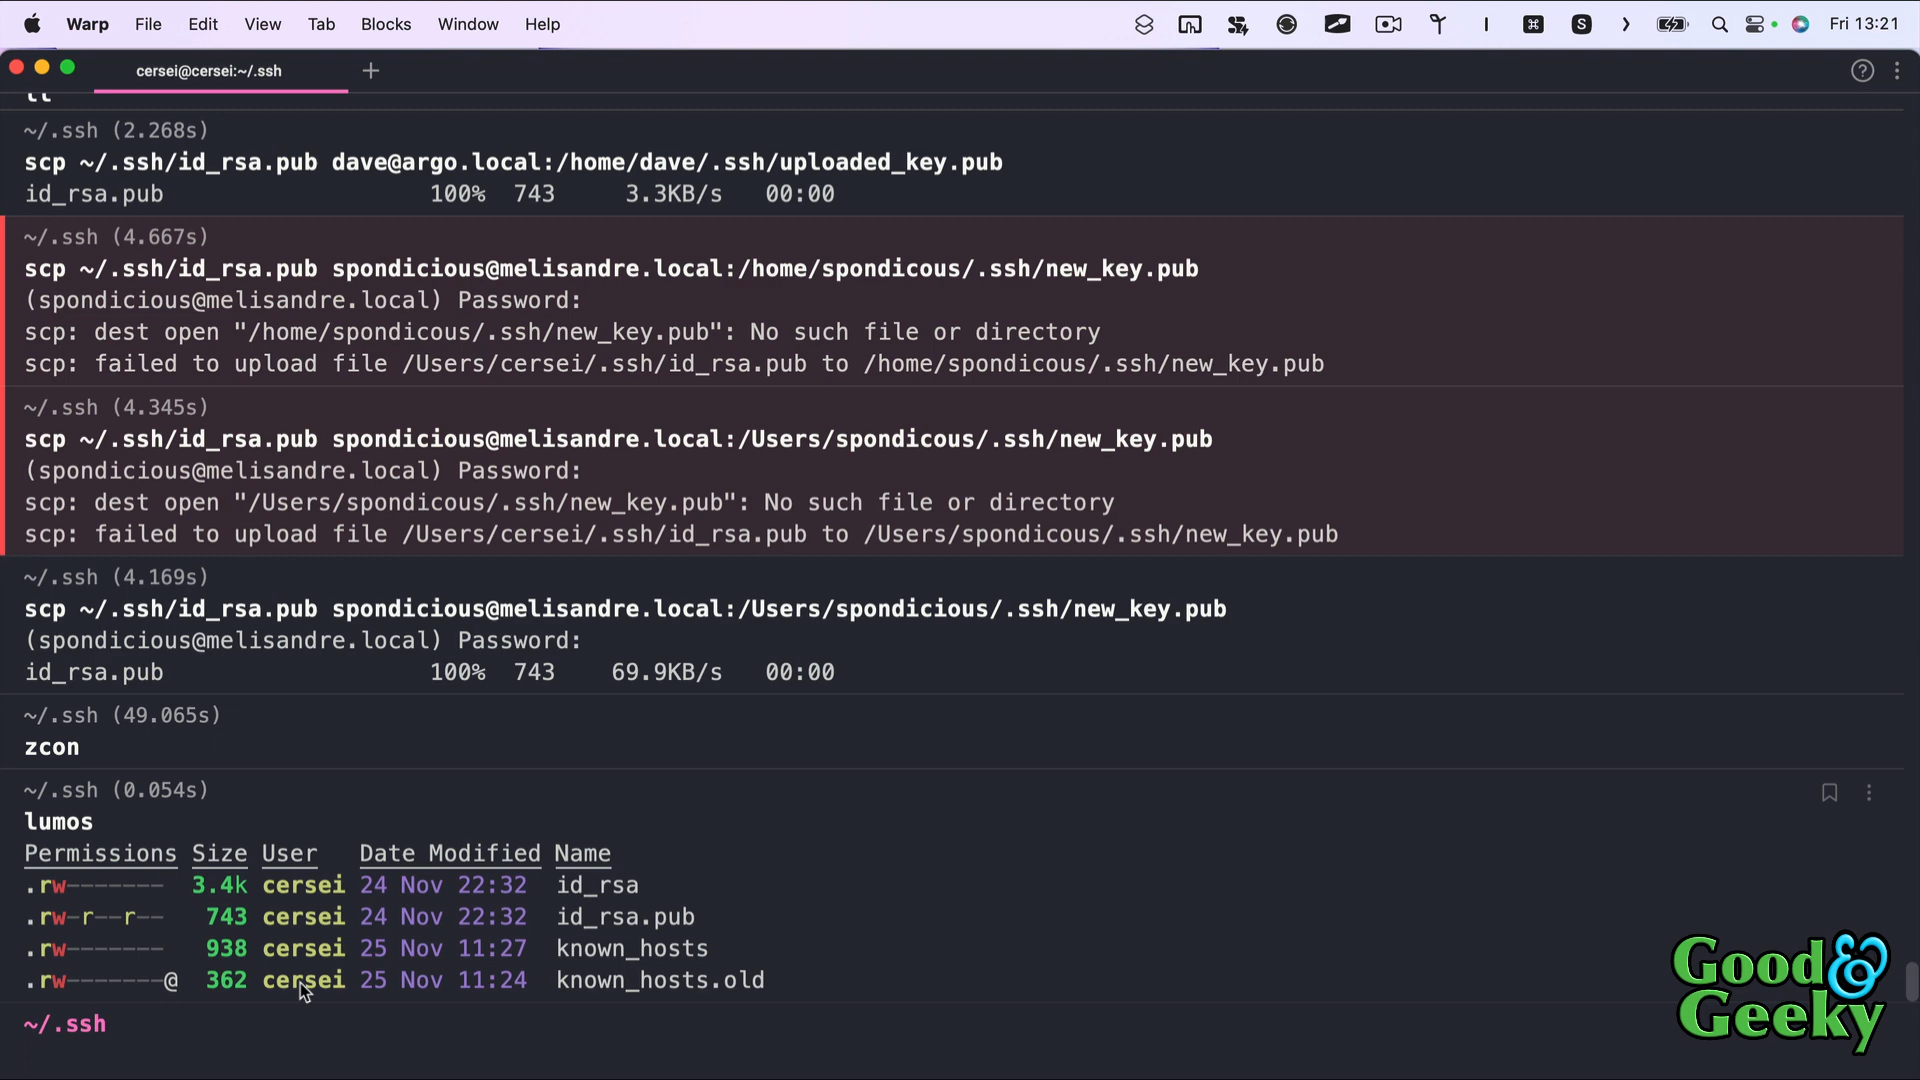 Warp File Edit View Tab Blocks Window Help Fri 13:21
cersei@cersei:~/.ssh
~/.ssh (2.268s)
scp ~/.ssh/id_rsa.pub dave@argo.local:/home/dave/.ssh/uploaded_key.pub
id_rsa.pub 100% 743 3.3KB/s 00:00
~/.ssh (4.667s)
scp ~/.ssh/id_rsa.pub spondicious@melisandre.local:/home/spondicous/.ssh/new_key.pub
(spondicious@melisandre.local) Password:
scp: dest open "/home/spondicous/.ssh/new_key.pub": No such file or directory
scp: failed to upload file /Users/cersei/.ssh/id_rsa.pub to /home/spondicous/.ssh/new_key.pub
~/.ssh (4.345s)
scp ~/.ssh/id_rsa.pub spondicious@melisandre.local:/Users/spondicous/.ssh/new_key.pub
(spondicious@melisandre.local) Password:
scp: dest open "/Users/spondicous/.ssh/new_key.pub": No such file or directory
scp: failed to upload file /Users/cersei/.ssh/id_rsa.pub to /Users/spondicous/.ssh/new_key.pub
~/.ssh (4.169s)
scp ~/.ssh/id_rsa.pub spondicious@melisandre.local:/Users/spondicious/.ssh/new_key.pub
(spondicious@melisandre.local) Password:
id_rsa.pub 100% 743 69.9KB/s 00:00
~/.ssh (49.065s)
zcon
~/.ssh (0.054s)
lumos
Permissions Size User Date Modified Name
.rw------- 3.4k cersei 24 Nov 22:32 id_rsa
.rw-r--r-- 743 cersei 24 Nov 22:32 id_rsa.pub
.rw------- 938 cersei 25 Nov 11:27 known_hosts
.rw-------@ 362 cersei 25 Nov 11:24 known_hosts.old
~/.ssh
Good &
Geeky